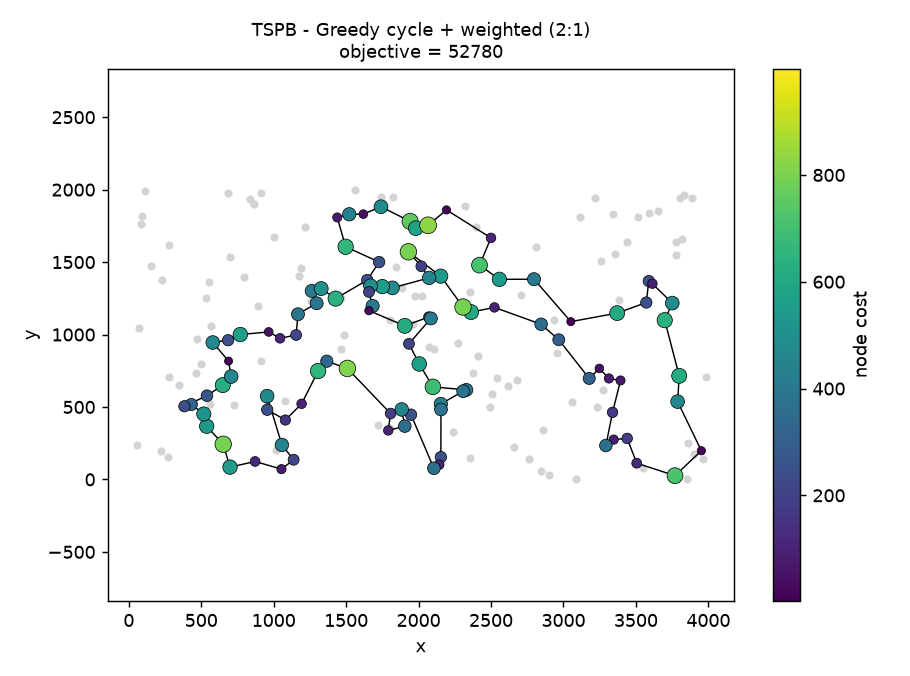 TSPB - Greedy cycle + weighted (2:1)
objective = 52780
2500
2000
1500
1000
500
0
−500
y
0 500 1000 1500 2000 2500 3000 3500 4000
x
800
600
400
200
node cost